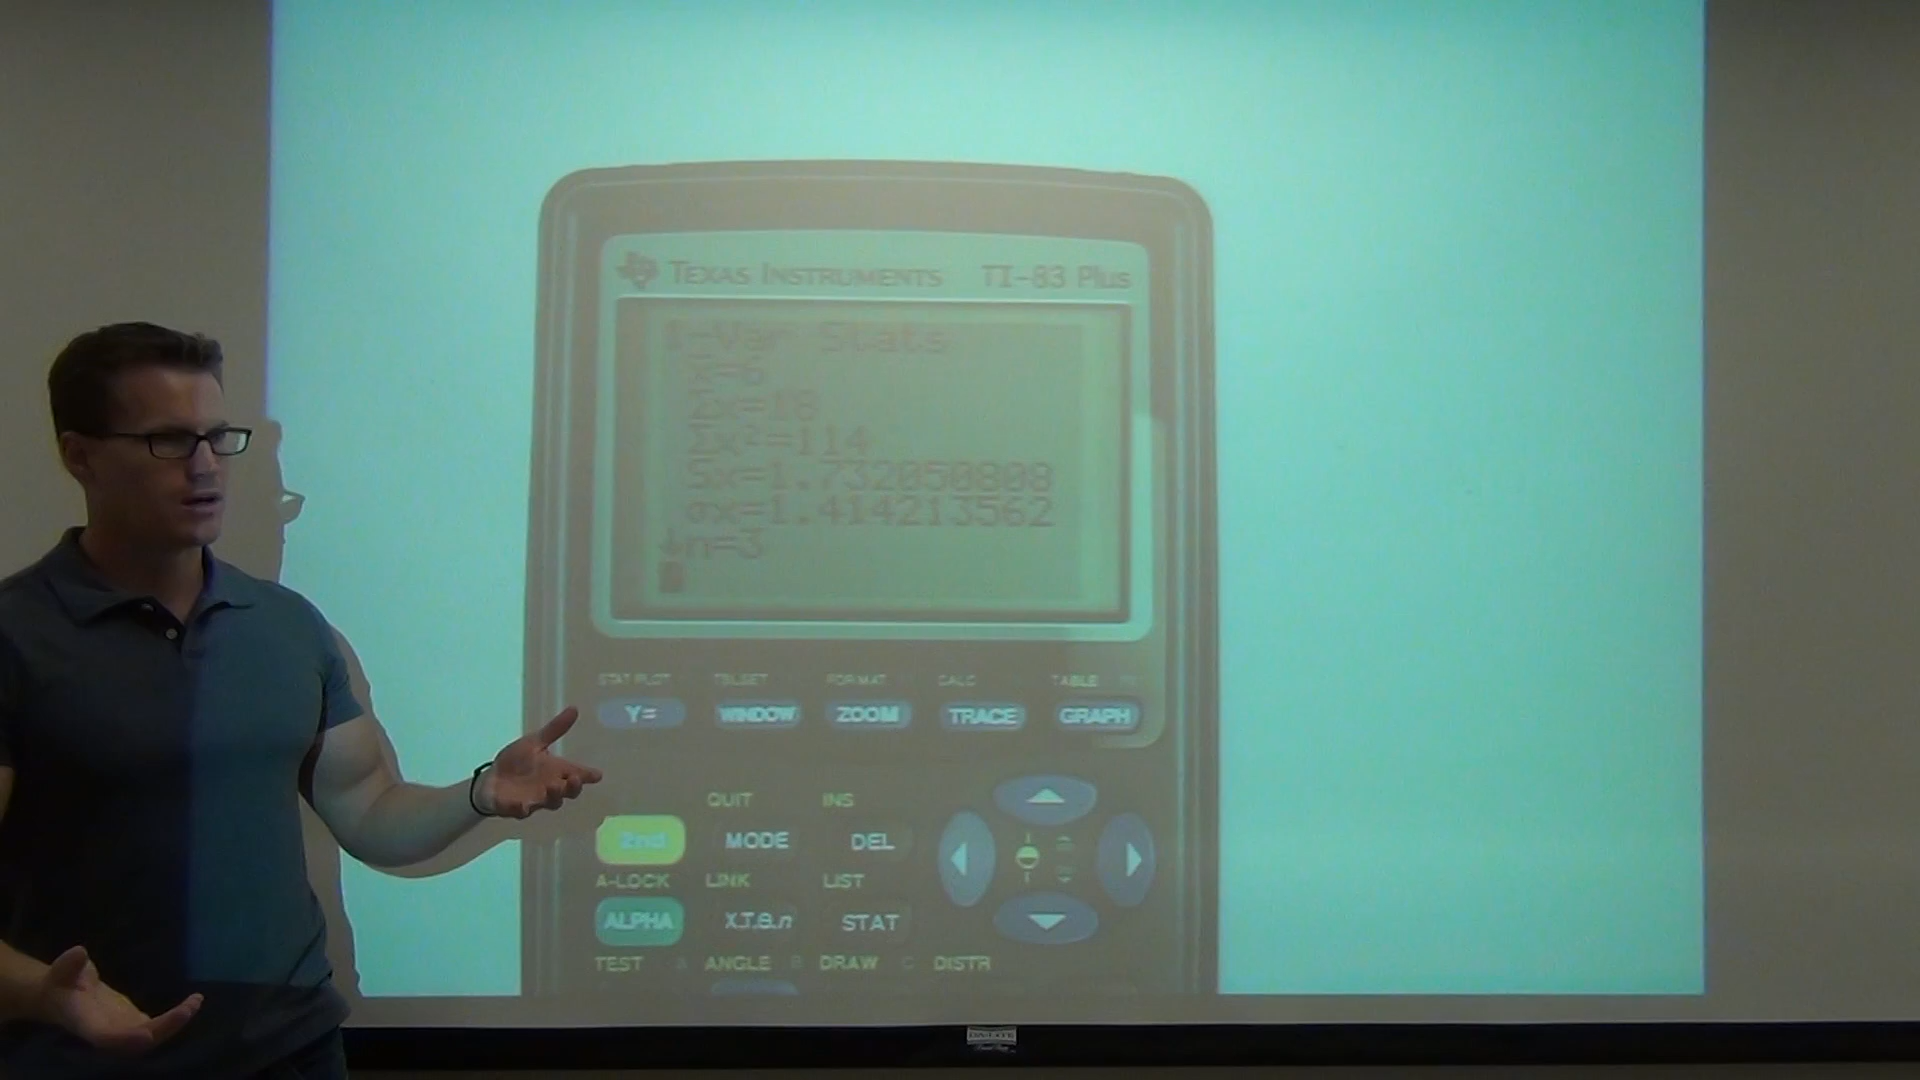 TEXAS INSTRUMENTS TI-83 Plus
1-Var Stats
x̄=6
Σx=18
Σx²=114
Sx=1.732050808
σx=1.414213562
↓n=3
STAT PLOT TBLSET FORMAT CALC TABLE
Y= WINDOW ZOOM TRACE GRAPH
QUIT INS
2nd MODE DEL
A-LOCK LINK LIST
ALPHA X,T,θ,n STAT
TEST A ANGLE B DRAW C DISTR
DA-LITE